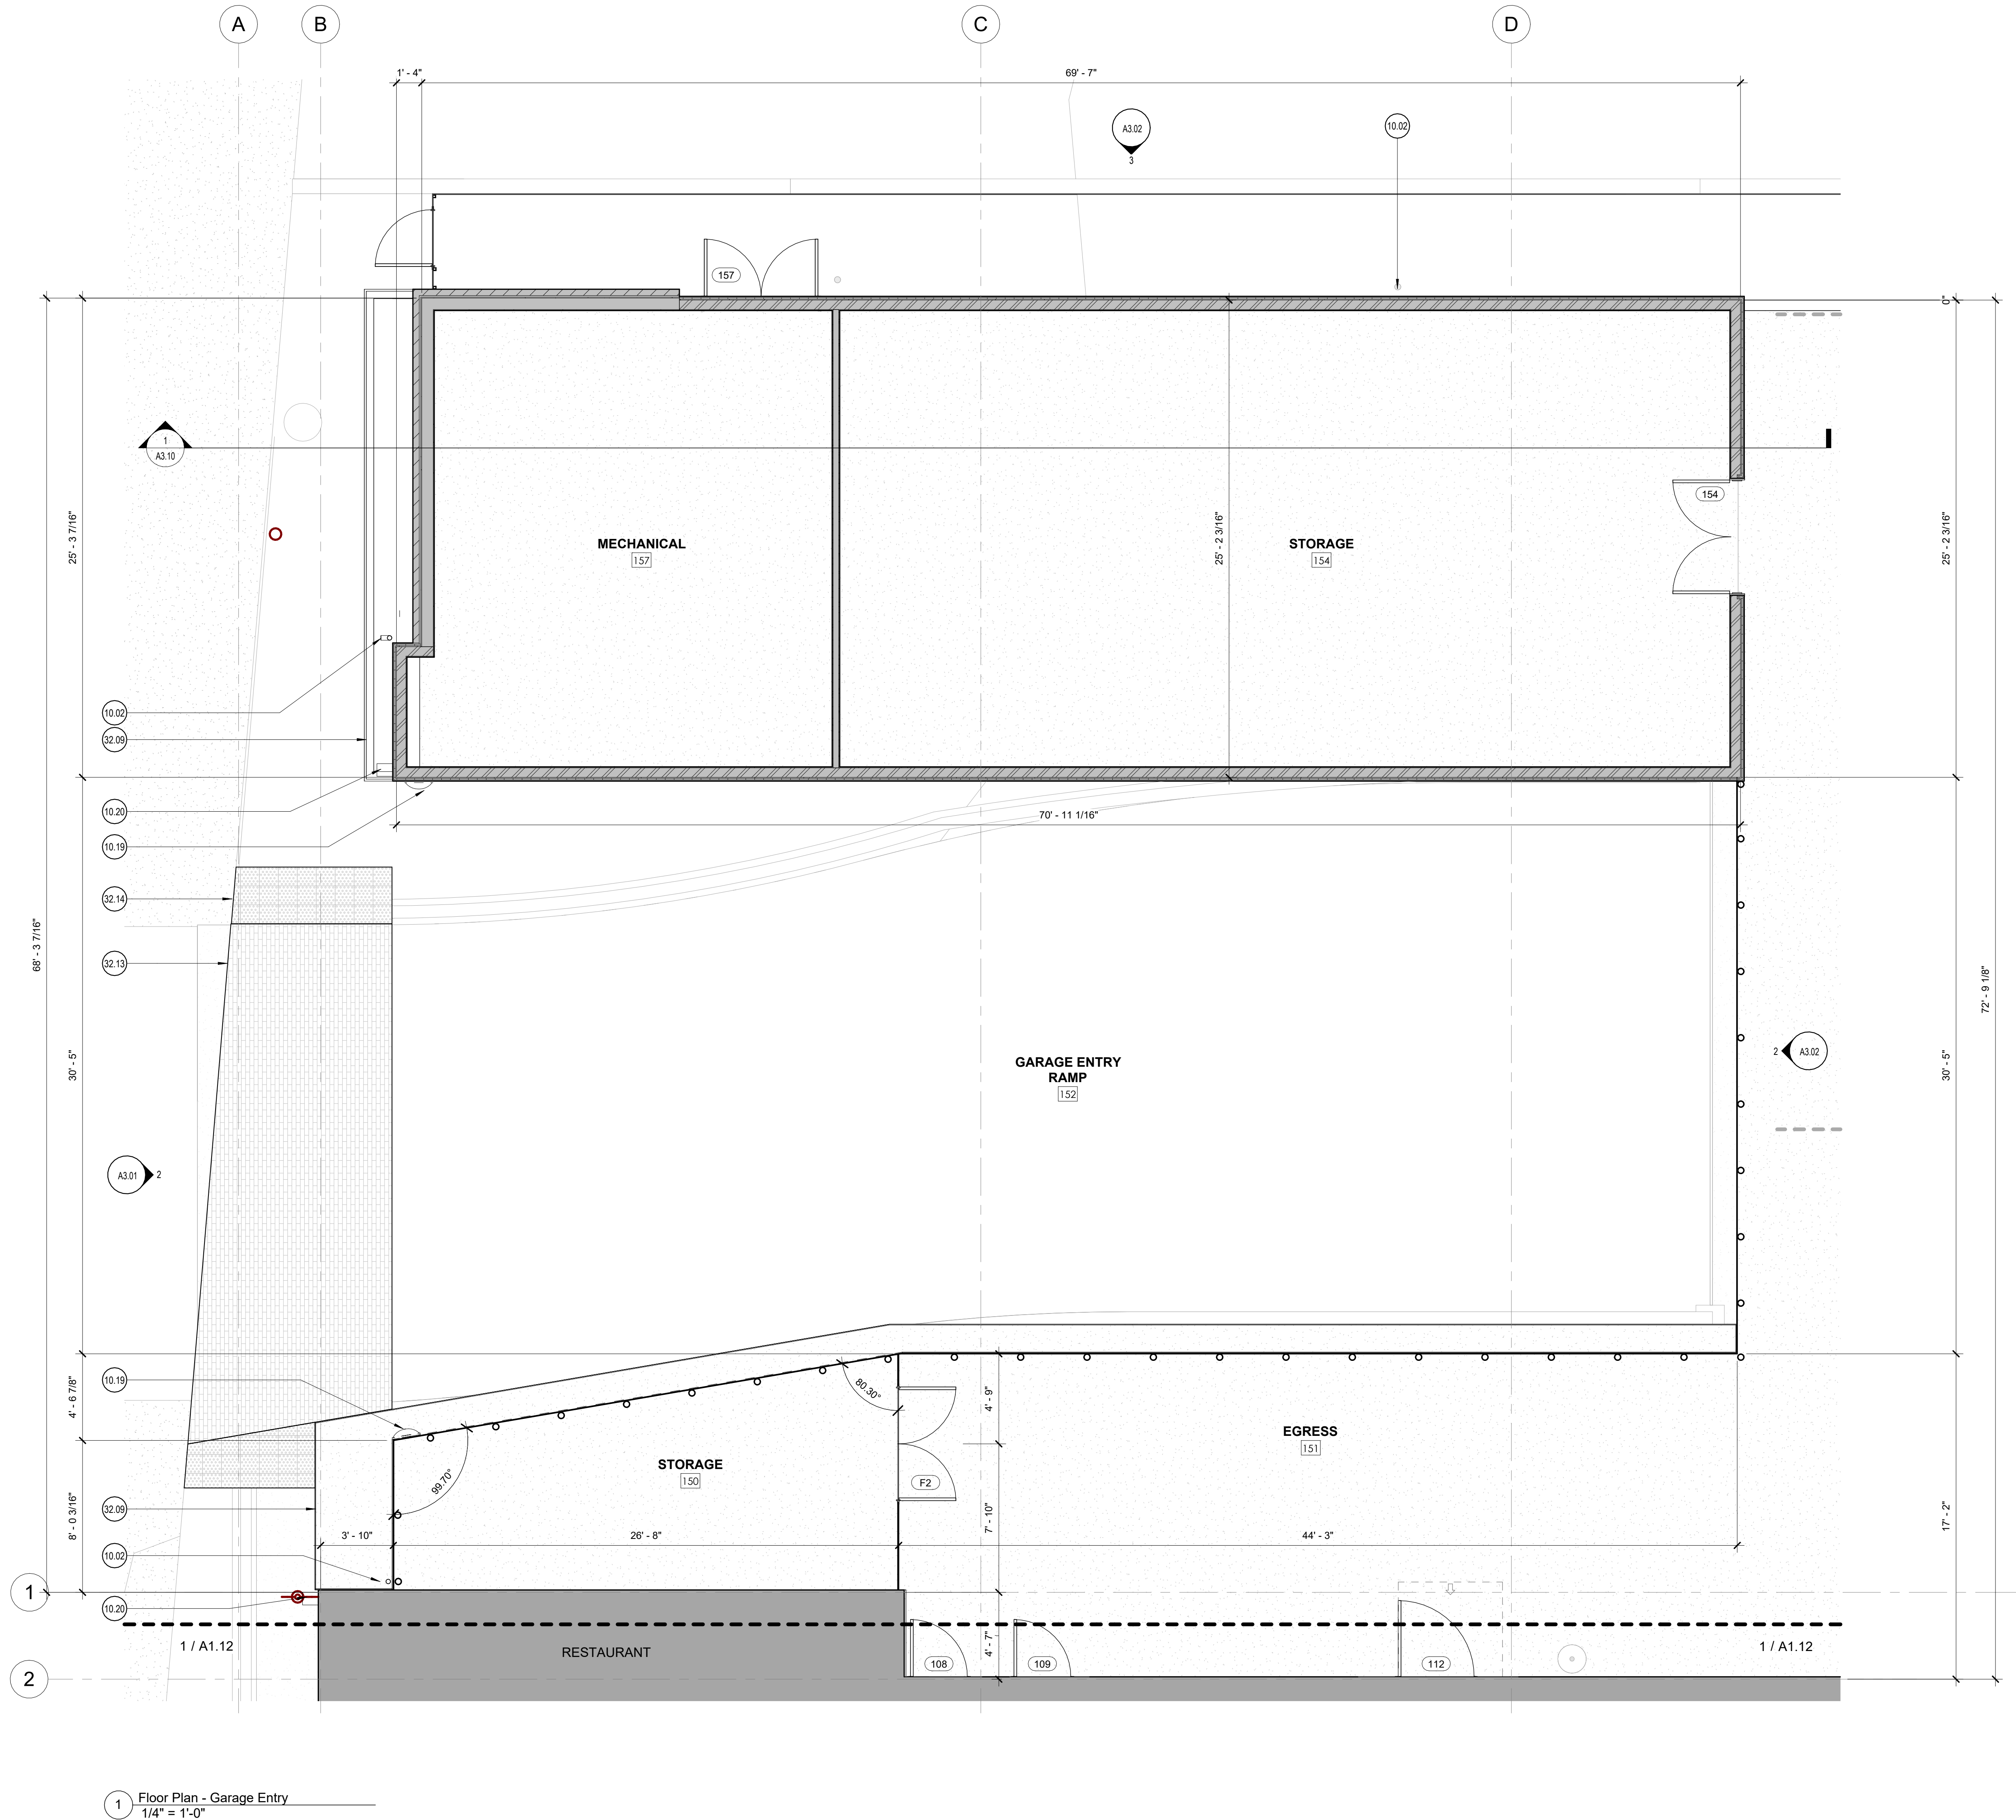 A
B
C
D
1' - 4"
69' - 7"
A3.02
3
10.02
157
0"
1
A3.10
154
25' - 3 7/16"
MECHANICAL
157
25' - 2 3/16"
STORAGE
154
25' - 2 3/16"
10.02
32.09
10.20
10.19
70' - 11 1/16"
32.14
32.13
68' - 3 7/16"
72' - 9 1/8"
30' - 5"
GARAGE ENTRY
RAMP
152
2
A3.02
30' - 5"
A3.01
2
10.19
4' - 6 7/8"
80.30°
4' - 9"
EGRESS
151
STORAGE
150
99.70°
F2
32.09
8' - 0 3/16"
3' - 10"
26' - 8"
7' - 10"
44' - 3"
17' - 2"
10.02
1
10.20
1 / A1.12
RESTAURANT
4' - 7"
1 / A1.12
108
109
112
2
1
Floor Plan - Garage Entry
1/4" = 1'-0"